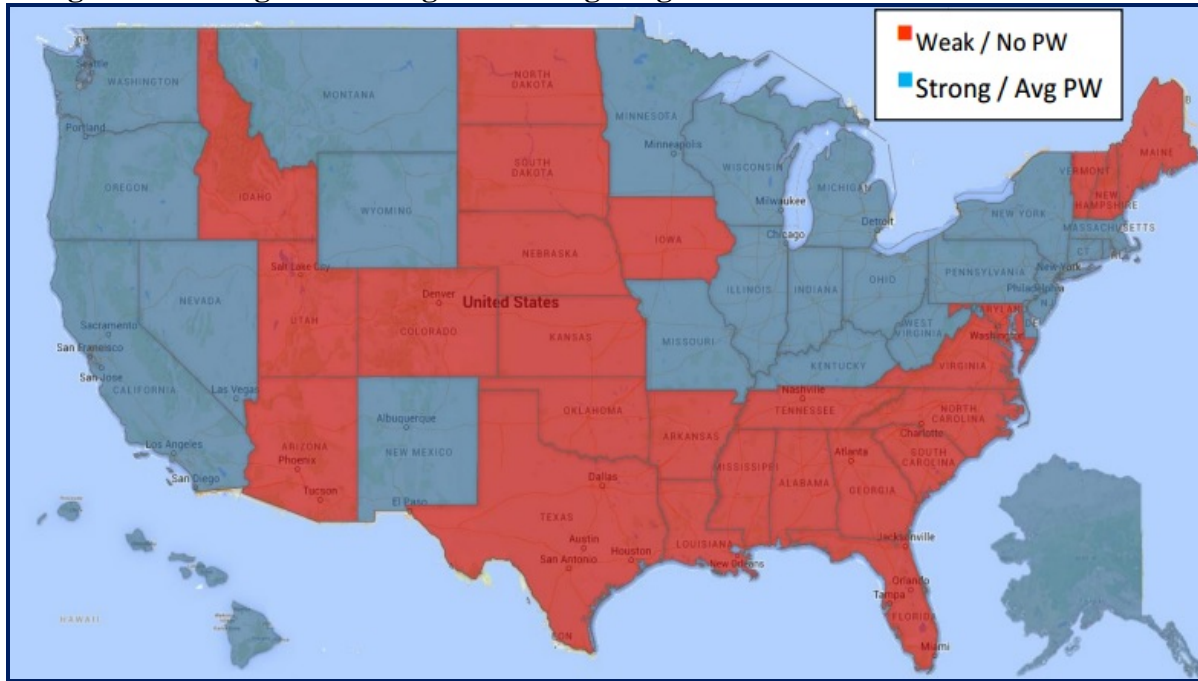 Weak / No PW
Strong / Avg PW
Seattle
WASHINGTON
MONTANA
NORTH
DAKOTA
MINNESOTA
Minneapolis
Portland
OREGON
IDAHO
WYOMING
SOUTH
DAKOTA
WISCONSIN
Milwaukee
MICHIGAN
Detroit
Chicago
VERMONT
MAINE
NEW
HAMPSHIRE
NEW YORK
MASSACHUSETTS
CT
RI
IOWA
NEBRASKA
Salt Lake City
NEVADA
UTAH
Denver
COLORADO
United States
KANSAS
MISSOURI
ILLINOIS
INDIANA
OHIO
PENNSYLVANIA
New York
Philadelphia
MARYLAND
DE
Washington
WEST
VIRGINIA
VIRGINIA
KENTUCKY
Sacramento
San Francisco
San Jose
CALIFORNIA
Las Vegas
Los Angeles
San Diego
ARIZONA
Phoenix
Tucson
Albuquerque
NEW MEXICO
El Paso
OKLAHOMA
ARKANSAS
Nashville
TENNESSEE
NORTH
CAROLINA
Charlotte
SOUTH
CAROLINA
Atlanta
MISSISSIPPI
ALABAMA
GEORGIA
Dallas
TEXAS
Austin
San Antonio
Houston
LOUISIANA
New Orleans
Jacksonville
Orlando
Tampa
FLORIDA
Miami
HAWAII